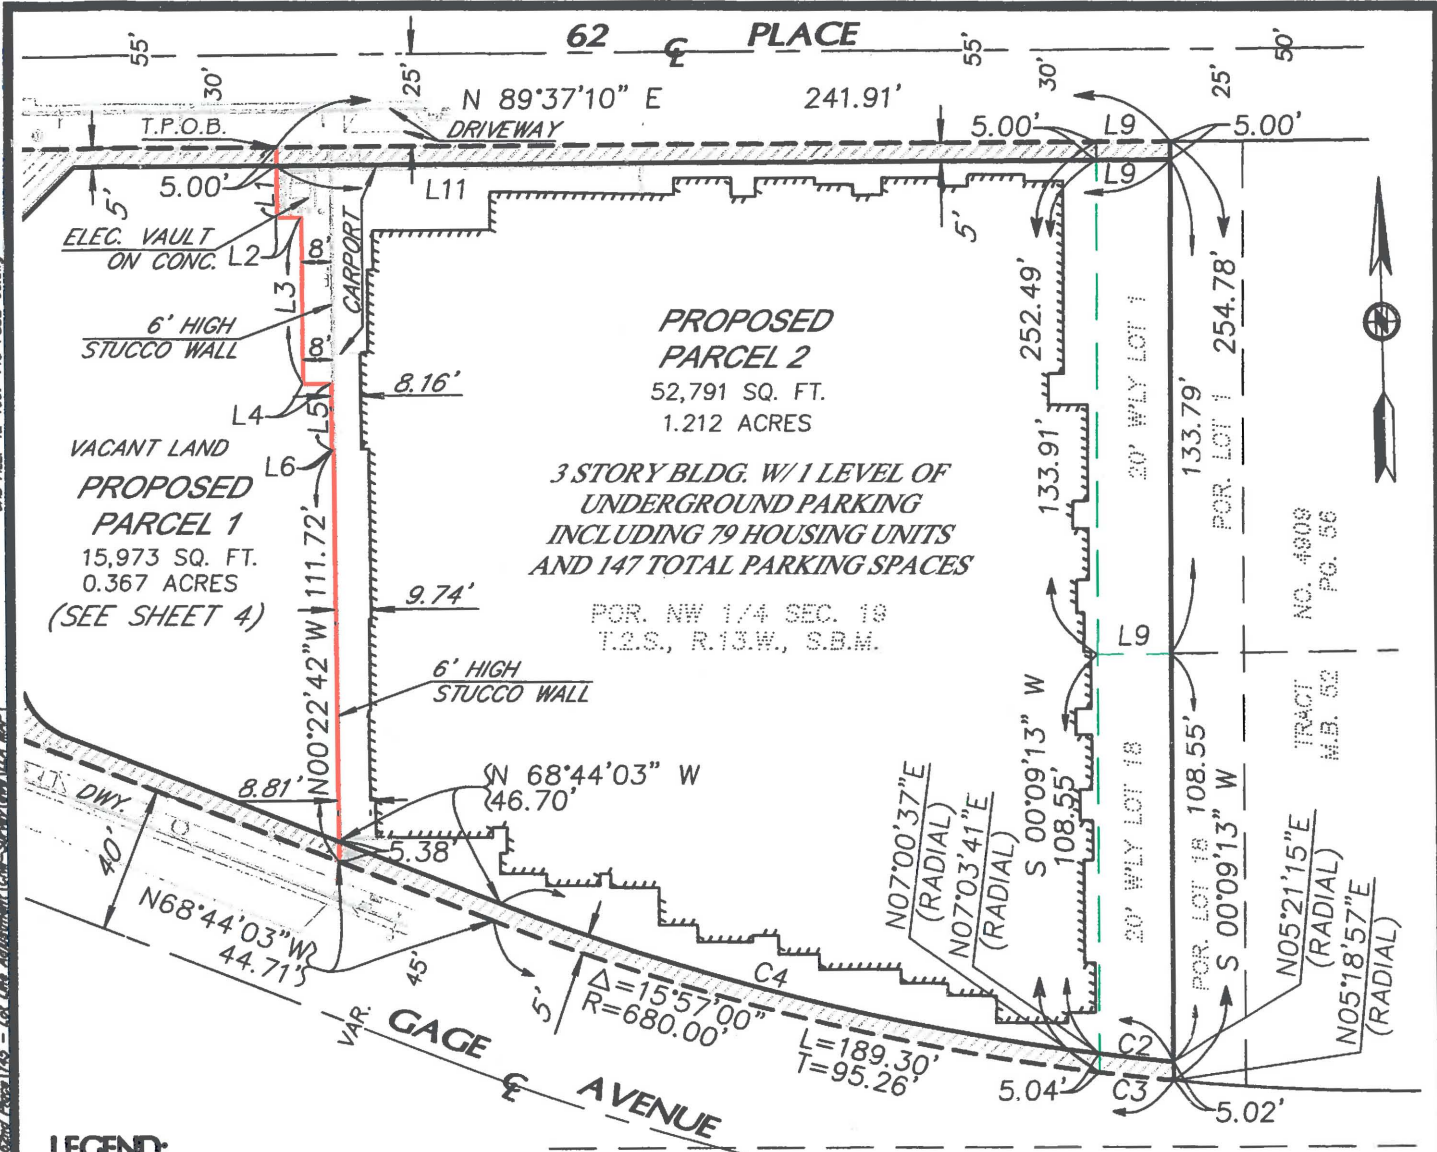 62 ℄ PLACE
55'
30'
25'
55'
30'
50'
25'
N 89°37'10" E 241.91'
T.P.O.B.
DRIVEWAY
5.00'
L9
5.00'
5.00'
L1
L11
L9
5'
5'
ELEC. VAULT
ON CONC.
L2
8'
CARPORT
L3
6' HIGH
STUCCO WALL
8'
L4
L5
8.16'
L6
VACANT LAND
PROPOSED
PARCEL 1
15,973 SQ. FT.
0.367 ACRES
(SEE SHEET 4)
N00°22'42"W 111.72'
9.74'
6' HIGH
STUCCO WALL
PROPOSED
PARCEL 2
52,791 SQ. FT.
1.212 ACRES
3 STORY BLDG. W/ 1 LEVEL OF
UNDERGROUND PARKING
INCLUDING 79 HOUSING UNITS
AND 147 TOTAL PARKING SPACES
POR. NW 1/4 SEC. 19
T.2.S., R.13.W., S.B.M.
252.49'
133.91'
20' W'LY LOT 1
133.79'
254.78'
POR. LOT 1
L9
TRACT NO. 4909
M.B. 52 PG. 56
S 00°09'13" W
108.55'
20' W'LY LOT 18
POR. LOT 18 108.55'
S 00°09'13" W
N07°00'37"E
(RADIAL)
N07°03'41"E
(RADIAL)
N05°21'15"E
(RADIAL)
N05°18'57"E
(RADIAL)
8.81'
N 68°44'03" W
46.70'
5.38'
DWY.
40'
N68°44'03"W
44.71'
45'
VAR.
5'
C4
Δ=15°57'00"
R=680.00'
L=189.30'
T=95.26'
C2
5.04'
C3
5.02'
GAGE ℄ AVENUE
LEGEND: